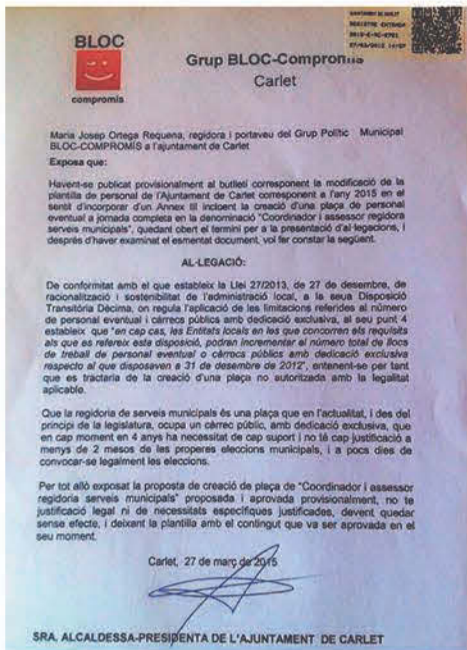 BLOC
compromís
Grup BLOC-Compromís
Carlet
Maria Josep Ortega Requena, regidora i portaveu del Grup Polític Municipal
BLOC-COMPROMÍS a l'ajuntament de Carlet
Exposa que:
Havent-se publicat provisionalment al butlletí corresponent la modificació de la
plantilla de personal de l'Ajuntament de Carlet corresponent a l'any 2015 en el
sentit d'incorporar d'un Annex III incloent la creació d'una plaça de personal
eventual a jornada completa en la denominació "Coordinador i assessor regidora
serveis municipals", quedant obert el termini per a la presentació d'al·legacions, i
després d'haver examinat el esmentat document, vol fer constar la següent.
AL·LEGACIÓ:
De conformitat amb el que estableix la Llei 27/2013, de 27 de desembre, de
racionalització i sostenibilitat de l'administració local, a la seua Disposició
Transitòria Dècima, on regula l'aplicació de les limitacions referides al número
de personal eventual i càrrecs públics amb dedicació exclusiva, al seu punt 4
estableix que "en cap cas, les Entitats locals en les que concorren els requisits
als que es refereix esta disposició, podran incrementar el número total de llocs
de treball de personal eventual o càrrecs públics amb dedicació exclusiva
respecto al que disposaven a 31 de desembre de 2012", entenent-se per tant
que es tractaria de la creació d'una plaça no autoritzada amb la legalitat
aplicable.
Que la regidoria de serveis municipals és una plaça que en l'actualitat, i des del
principi de la legislatura, ocupa un càrrec públic, amb dedicació exclusiva, que
en cap moment en 4 anys ha necesitat de cap suport i no té cap justificació a
menys de 2 mesos de les properes eleccions municipals, i a pocs dies de
convocar-se legalment les eleccions.
Per tot allò exposat la proposta de creació de plaça de "Coordinador i assessor
regidoria serveis municipals" proposada i aprovada provisionalment, no te
justificació legal ni de necessitats específiques justificades, devent quedar
sense efecte, i deixant la plantilla amb el contingut que va ser aprovada en el
seu moment.
Carlet, 27 de març de 2015
SRA. ALCALDESSA-PRESIDENTA DE L'AJUNTAMENT DE CARLET